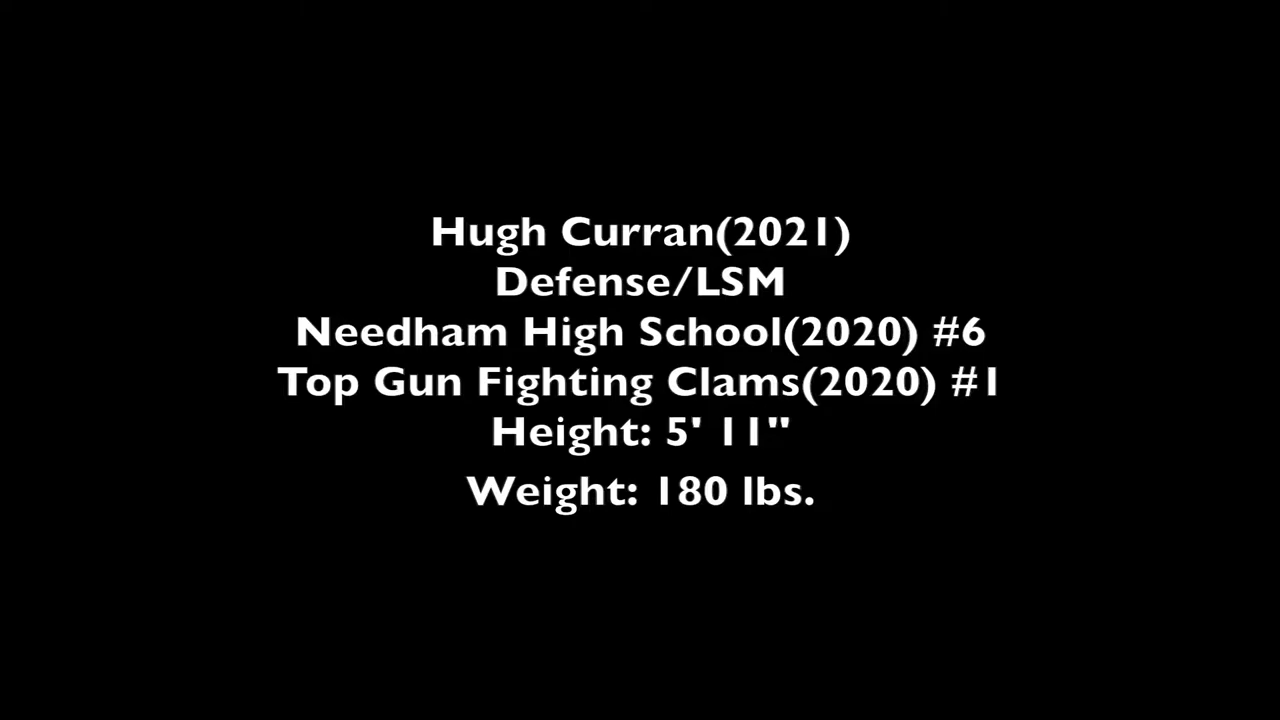 Hugh Curran(2021)
Defense/LSM
Needham High School(2020) #6
Top Gun Fighting Clams(2020) #1
Height: 5' 11"
Weight: 180 lbs.